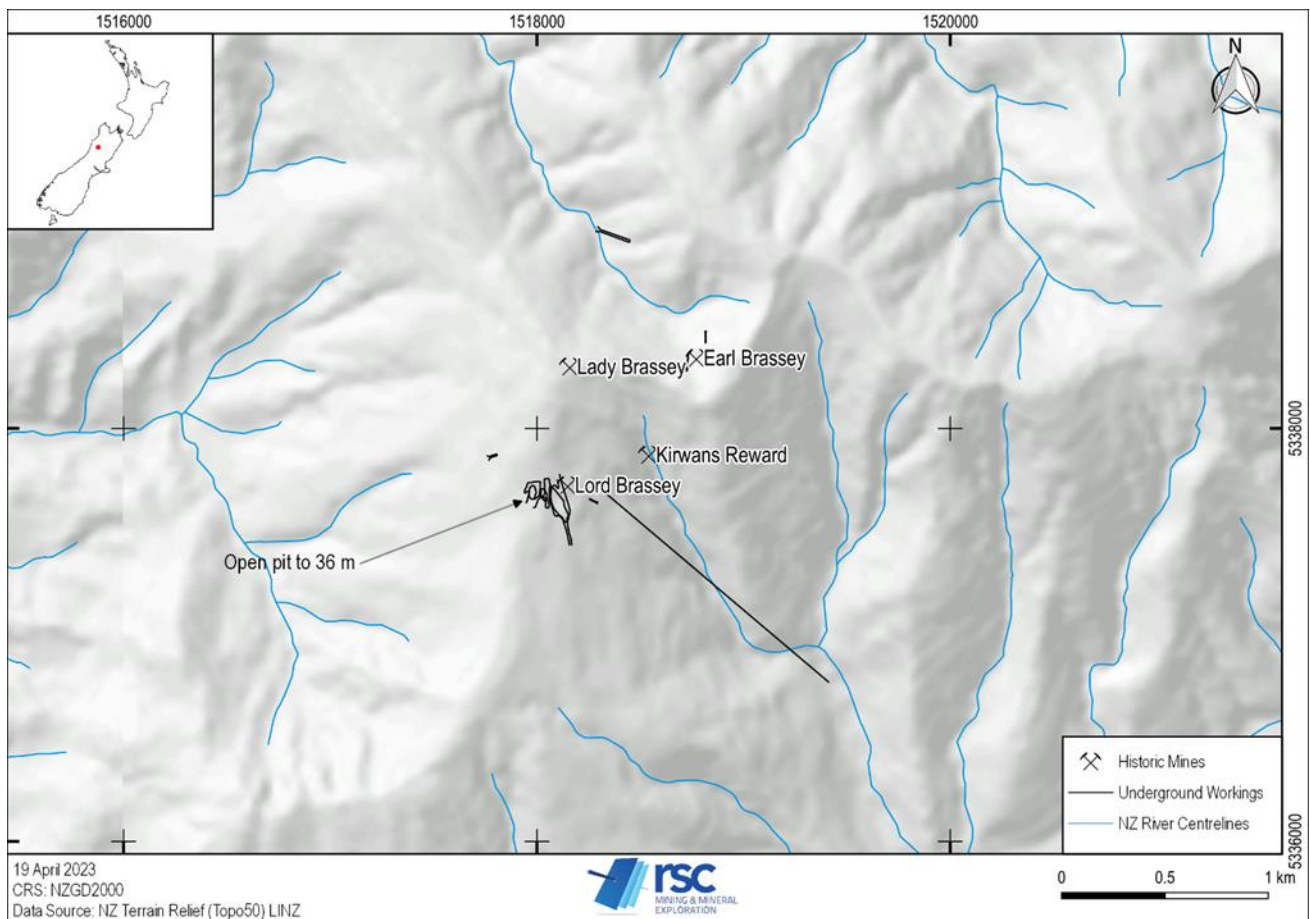 1516000
1518000
1520000
N
Lady Brassey
Earl Brassey
5338000
Kirwans Reward
Lord Brassey
Open pit to 36 m
Historic Mines
Underground Workings
NZ River Centrelines
5336000
19 April 2023
CRS: NZGD2000
Data Source: NZ Terrain Relief (Topo50) LINZ
rsc
MINING & MINERAL
EXPLORATION
0 0.5 1 km